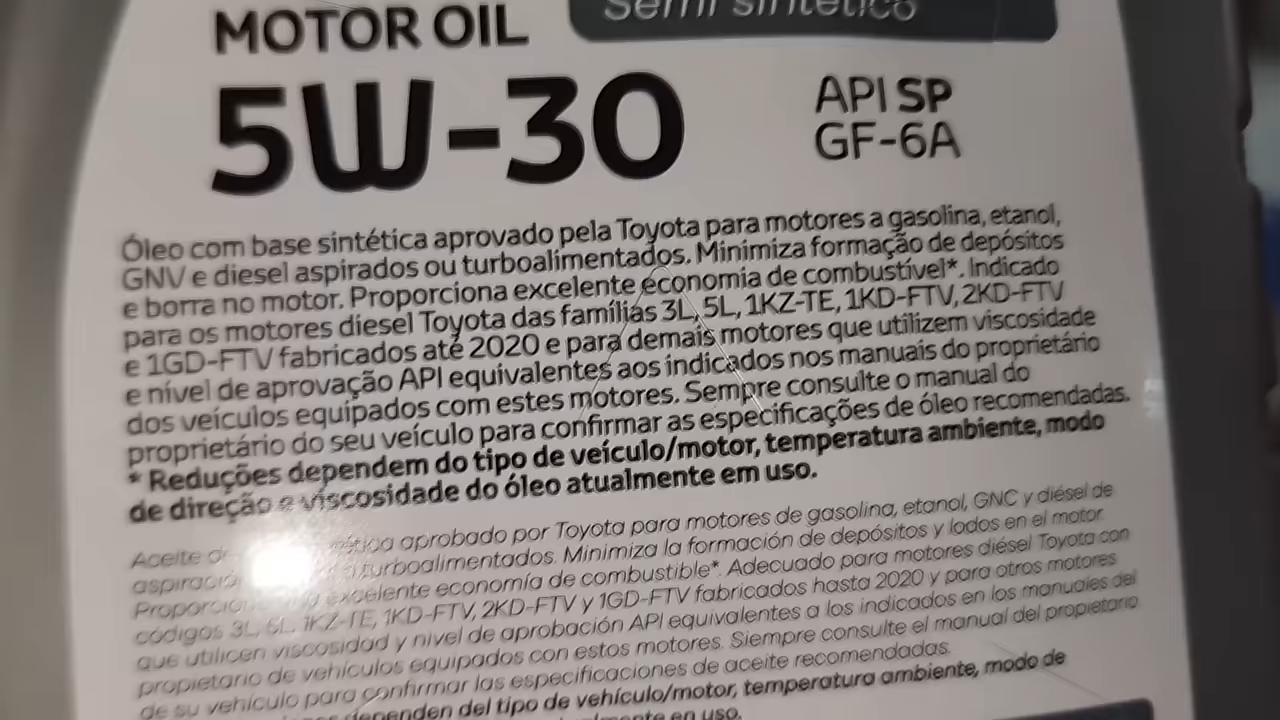 MOTOR OIL
Semi sintético
5W-30
API SP
GF-6A
Óleo com base sintética aprovado pela Toyota para motores a gasolina, etanol,
GNV e diesel aspirados ou turboalimentados. Minimiza formação de depósitos
e borra no motor. Proporciona excelente economia de combustível*. Indicado
para os motores diesel Toyota das famílias 3L, 5L, 1KZ-TE, 1KD-FTV, 2KD-FTV
e 1GD-FTV fabricados até 2020 e para demais motores que utilizem viscosidade
e nível de aprovação API equivalentes aos indicados nos manuais do proprietário
dos veículos equipados com estes motores. Sempre consulte o manual do
proprietário do seu veículo para confirmar as especificações de óleo recomendadas.
* Reduções dependem do tipo de veículo/motor, temperatura ambiente, modo
de direção e viscosidade do óleo atualmente em uso.
Aceite aprobado por Toyota para motores de gasolina, etanol, GNC y diésel de
turboalimentados. Minimiza la formación de depósitos y lodos en el motor.
excelente economía de combustible*. Adecuado para motores diésel Toyota con
códigos 3L, 5L, 1KZ-TE, 1KD-FTV, 2KD-FTV y 1GD-FTV fabricados hasta 2020 y para otros motores
que utilicen viscosidad y nivel de aprobación API equivalentes a los indicados en los manuales del
propietario de vehículos equipados con estos motores. Siempre consulte el manual del propietario
de su vehículo para confirmar las especificaciones de aceite recomendadas.
dependen del tipo de vehículo/motor, temperatura ambiente, modo de
en uso.